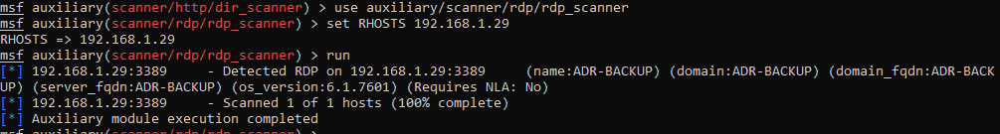 msf auxiliary(scanner/http/dir_scanner) > use auxiliary/scanner/rdp/rdp_scanner
msf auxiliary(scanner/rdp/rdp_scanner) > set RHOSTS 192.168.1.29
RHOSTS => 192.168.1.29
msf auxiliary(scanner/rdp/rdp_scanner) > run
[*] 192.168.1.29:3389     - Detected RDP on 192.168.1.29:3389     (name:ADR-BACKUP) (domain:ADR-BACKUP) (domain_fqdn:ADR-BACK
UP) (server_fqdn:ADR-BACKUP) (os_version:6.1.7601) (Requires NLA: No)
[*] 192.168.1.29:3389     - Scanned 1 of 1 hosts (100% complete)
[*] Auxiliary module execution completed
msf auxiliary(scanner/rdp/rdp_scanner) >